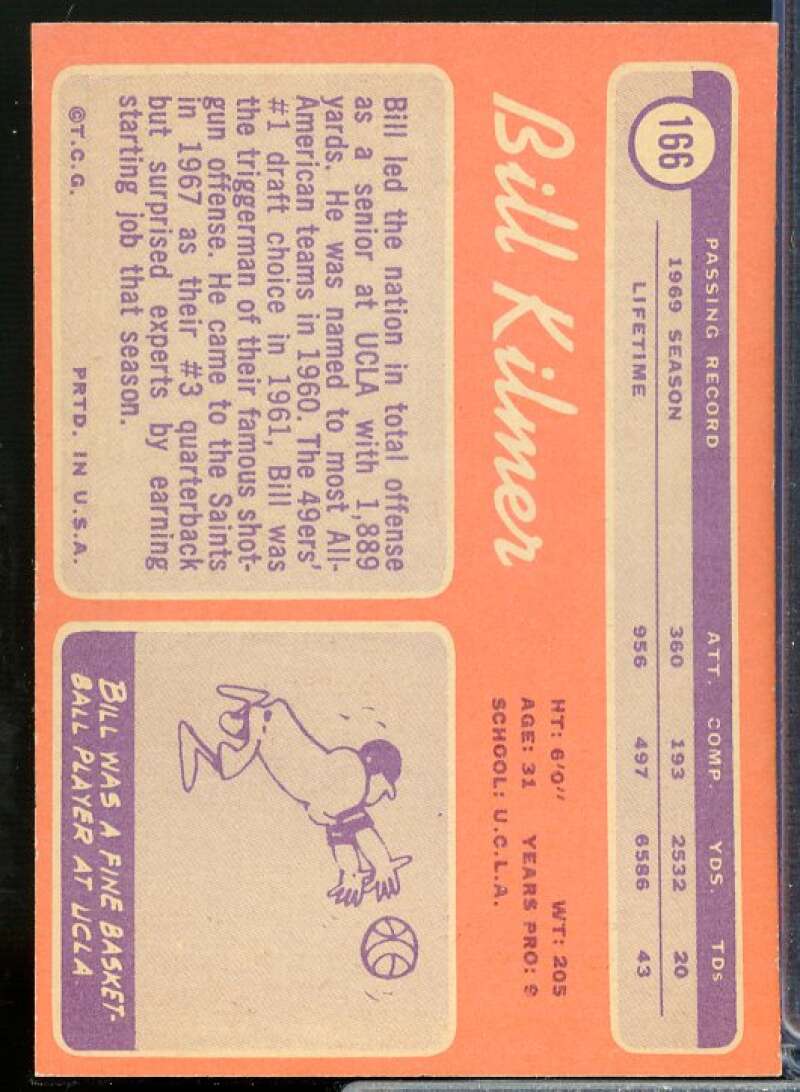 166
PASSING RECORD ATT. COMP. YDS. TDs
1969 SEASON 360 193 2532 20
LIFETIME 956 497 6586 43
Bill Kilmer
HT: 6'0" WT: 205
AGE: 31 YEARS PRO: 9
SCHOOL: U.C.L.A.
Bill led the nation in total offense
as a senior at UCLA with 1,889
yards. He was named to most All-
American teams in 1960. The 49ers'
#1 draft choice in 1961, Bill was
the triggerman of their famous shot-
gun offense. He came to the Saints
in 1967 as their #3 quarterback
but surprised experts by earning
starting job that season.
©T.C.G. PRTD. IN U.S.A.
BILL WAS A FINE BASKET-
BALL PLAYER AT UCLA